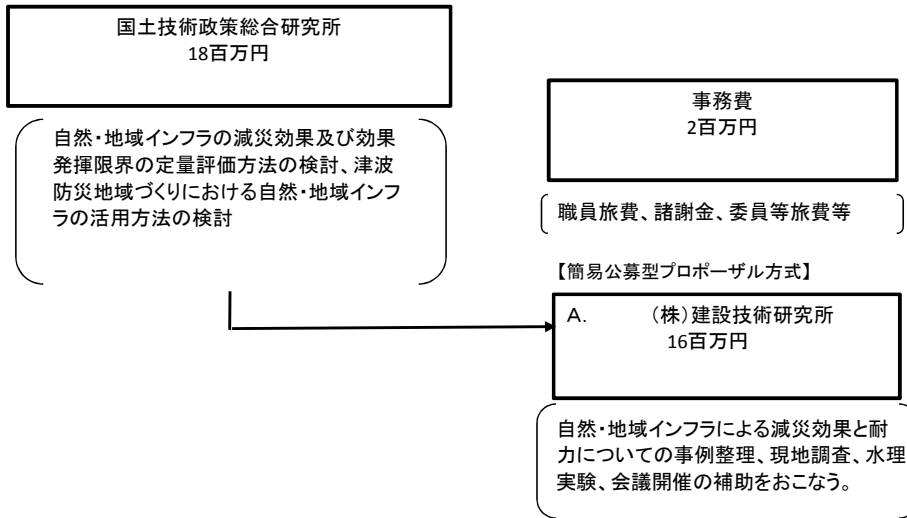 国土技術政策総合研究所
18百万円
自然・地域インフラの減災効果及び効果
発揮限界の定量評価方法の検討、津波
防災地域づくりにおける自然・地域インフ
ラの活用方法の検討
事務費
2百万円
職員旅費、諸謝金、委員等旅費等
【簡易公募型プロポーザル方式】
A. (株)建設技術研究所
16百万円
自然・地域インフラによる減災効果と耐
力についての事例整理、現地調査、水理
実験、会議開催の補助をおこなう。